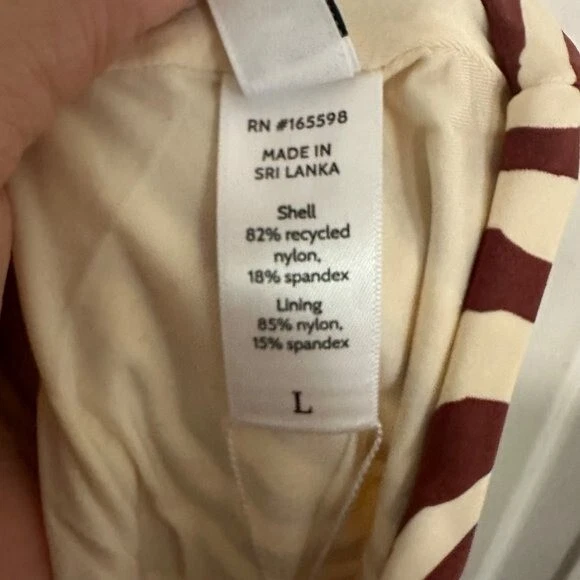 RN #165598
MADE IN
SRI LANKA
Shell
82% recycled
nylon,
18% spandex
Lining
85% nylon,
15% spandex
L